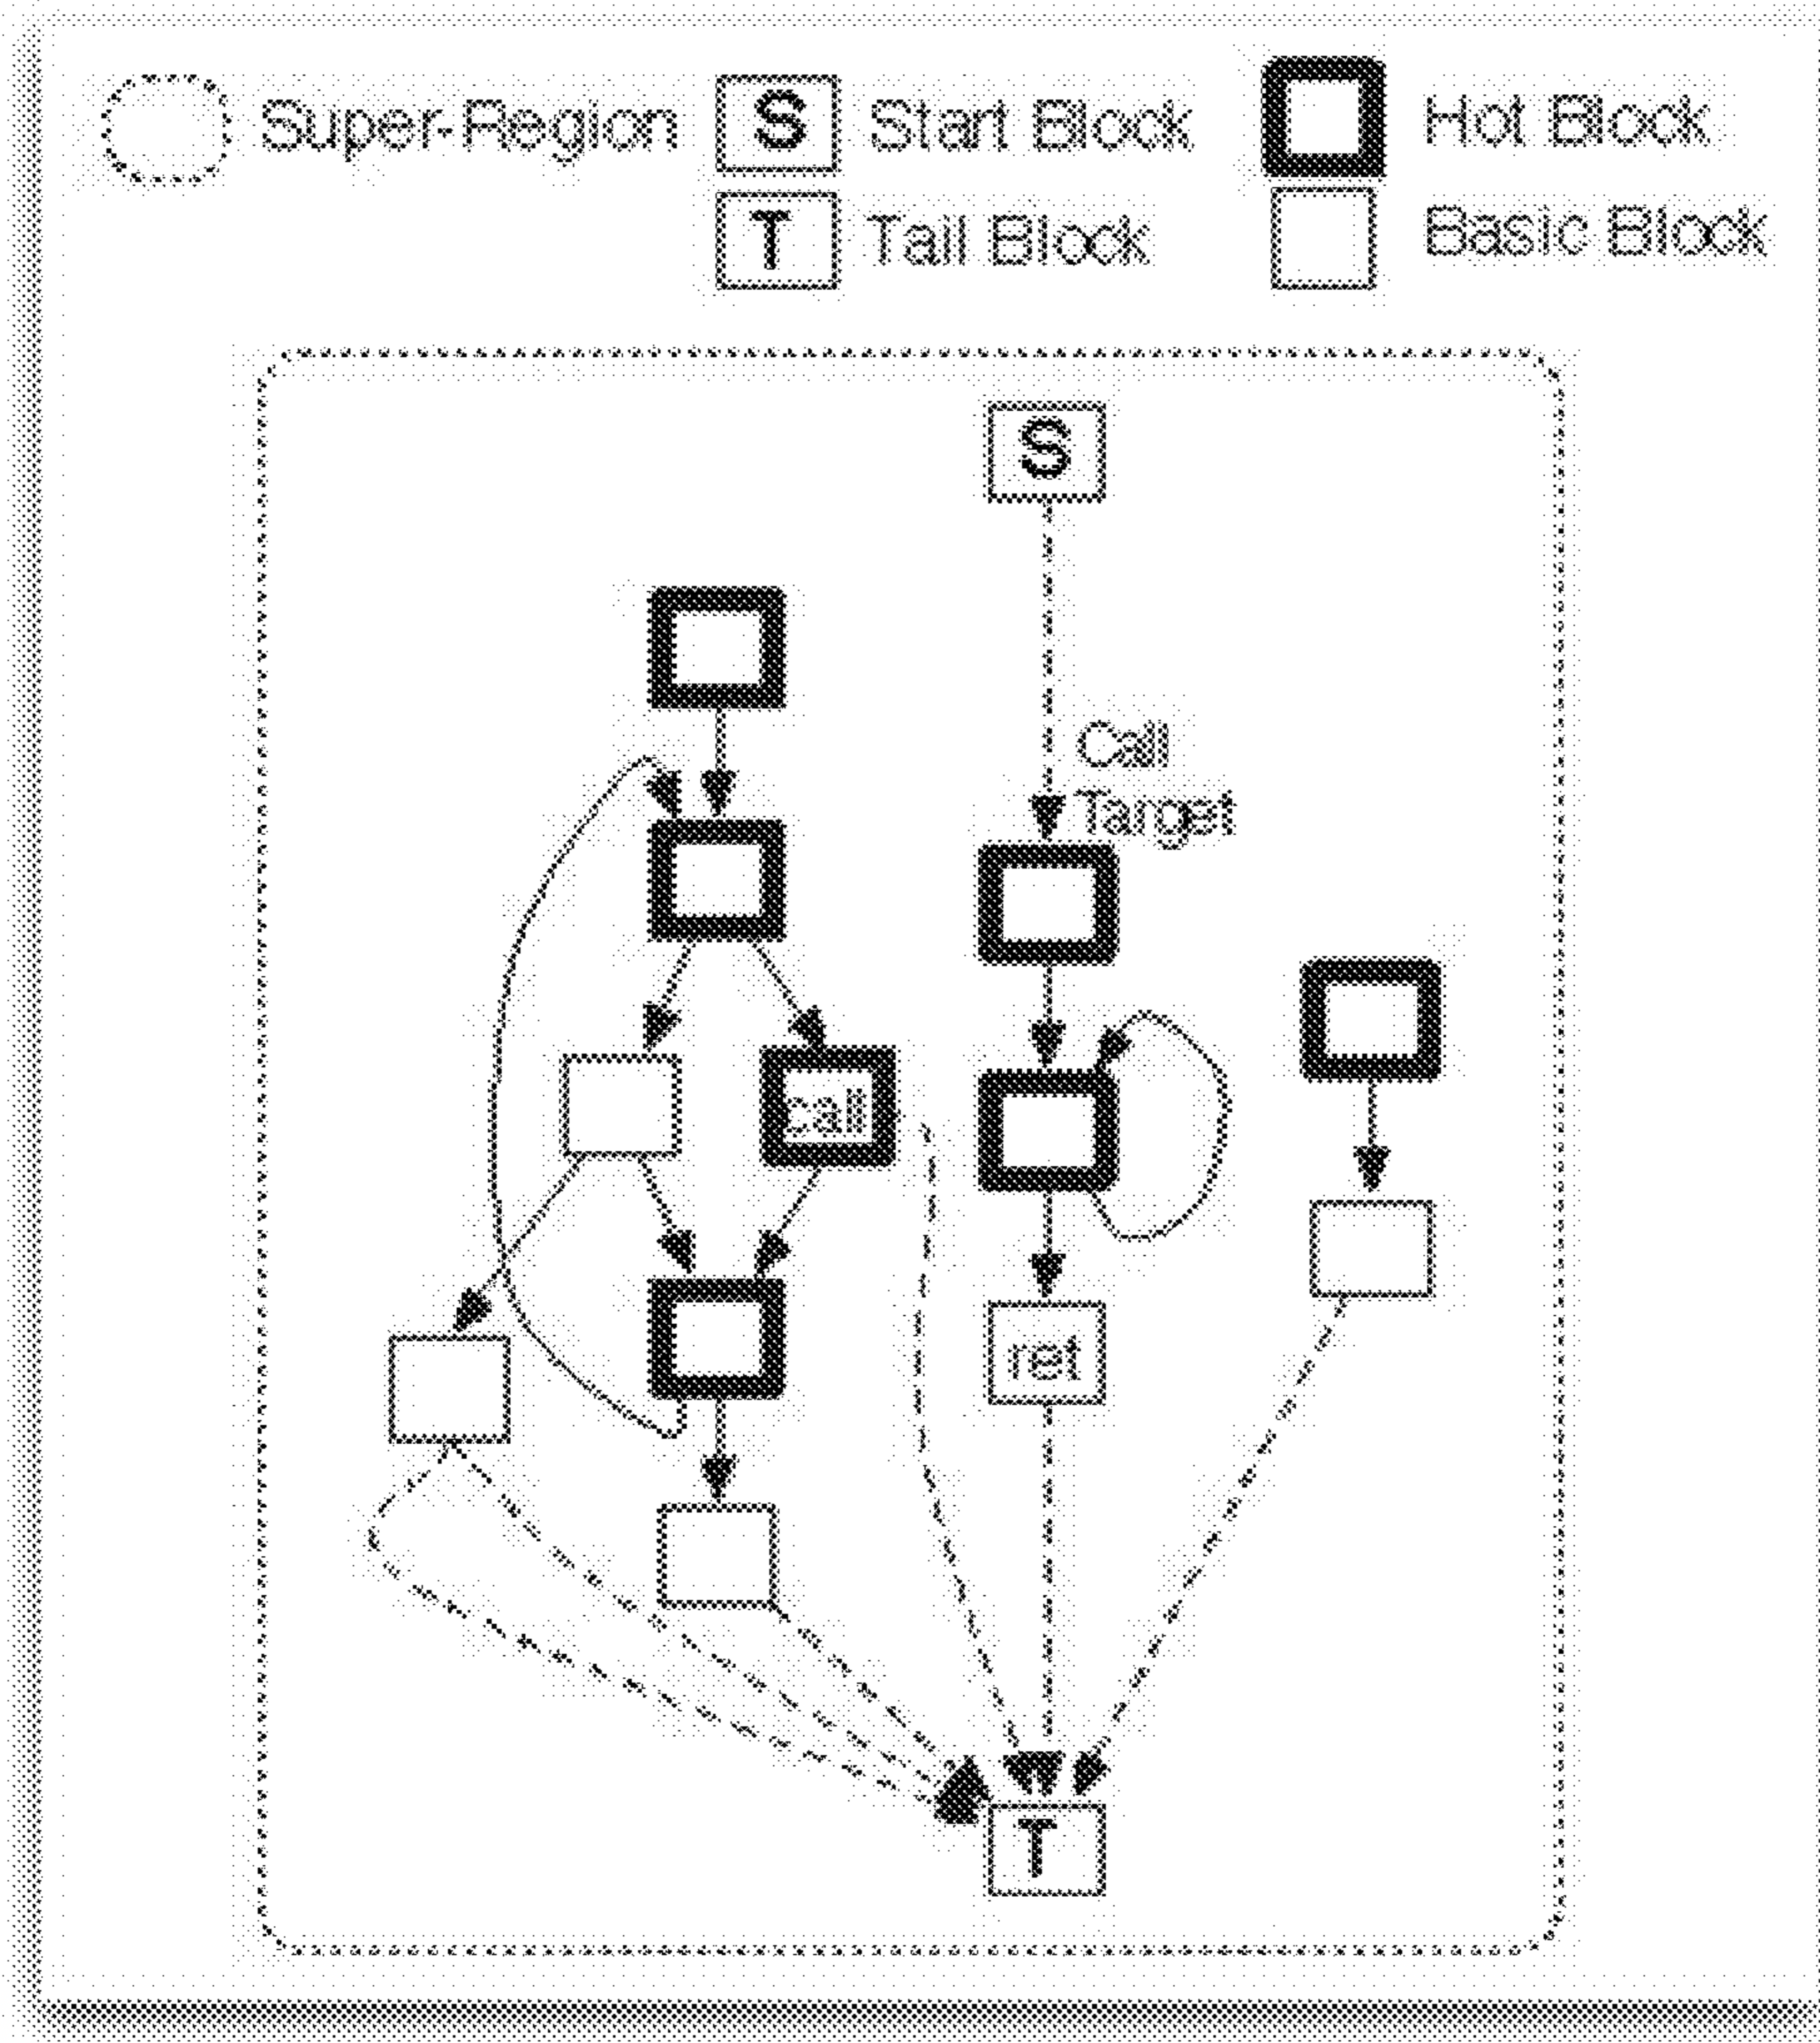 Super-Region S Start Block Hot Block
T Tail Block Basic Block
S
Call
Target
call
ret
T